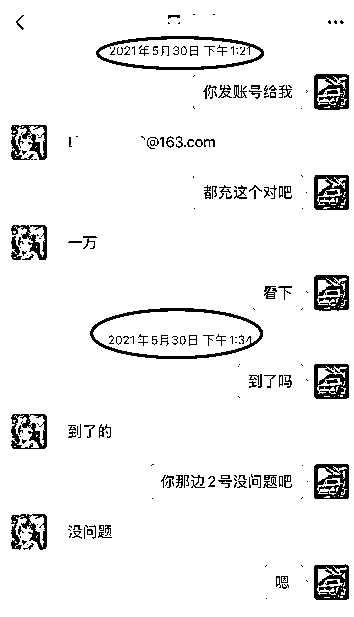 2021年5月30日 下午1:21
你发账号给我
@163.com
都充这个对吧
一万
看下
2021年5月30日 下午1:34
到了吗
到了的
你那边2号没问题吧
没问题
嗯